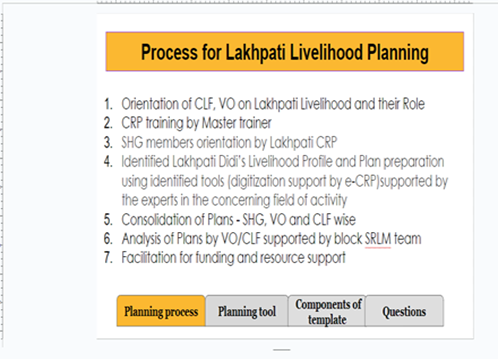 Process for Lakhpati Livelihood Planning
1. Orientation of CLF, VO on Lakhpati Livelihood and their Role
2. CRP training by Master trainer
3. SHG members orientation by Lakhpati CRP
4. Identified Lakhpati Didi's Livelihood Profile and Plan preparation
using identified tools (digitization support by e-CRP)supported by
the experts in the concerning field of activity
5. Consolidation of Plans - SHG, VO and CLF wise
6. Analysis of Plans by VO/CLF supported by block SRLM team
7. Facilitation for funding and resource support
Planning process
Planning tool
Components of
template
Questions